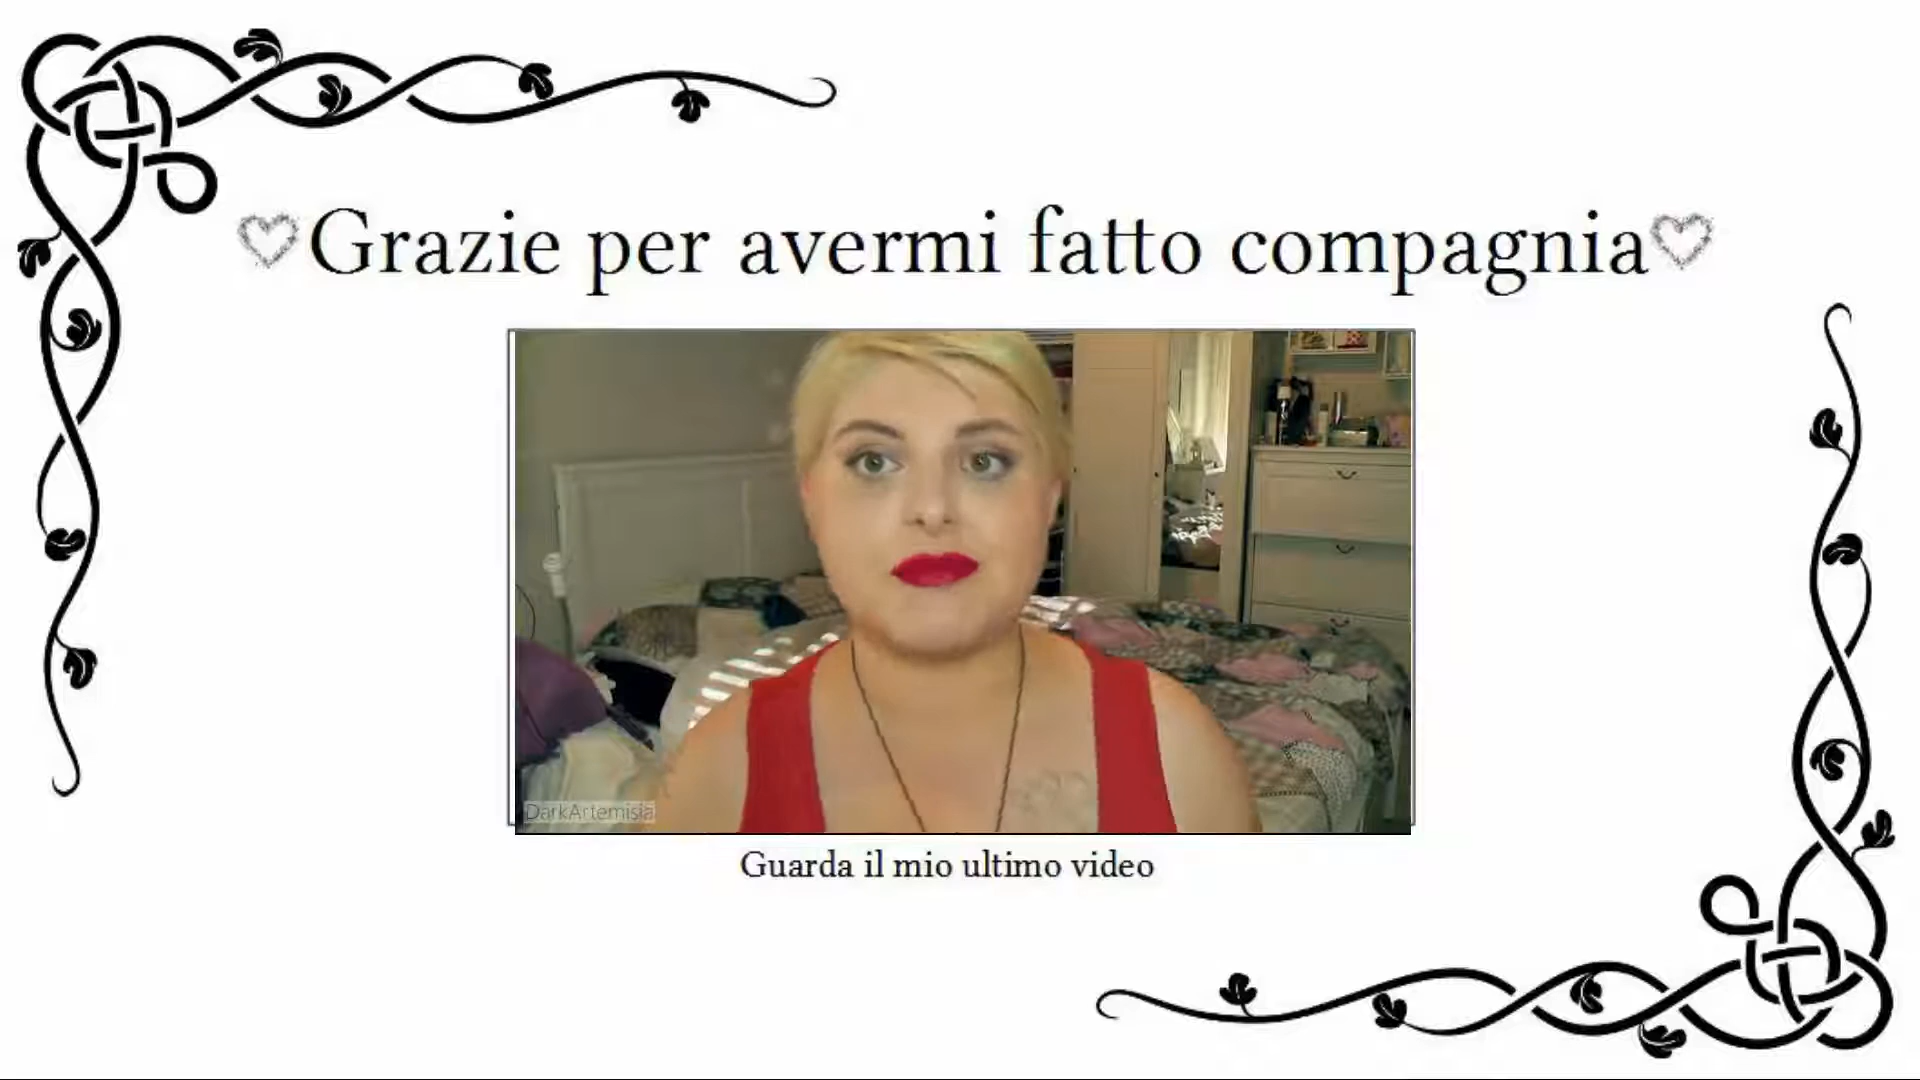 Grazie per avermi fatto compagnia
DarkArtemisia
Guarda il mio ultimo video